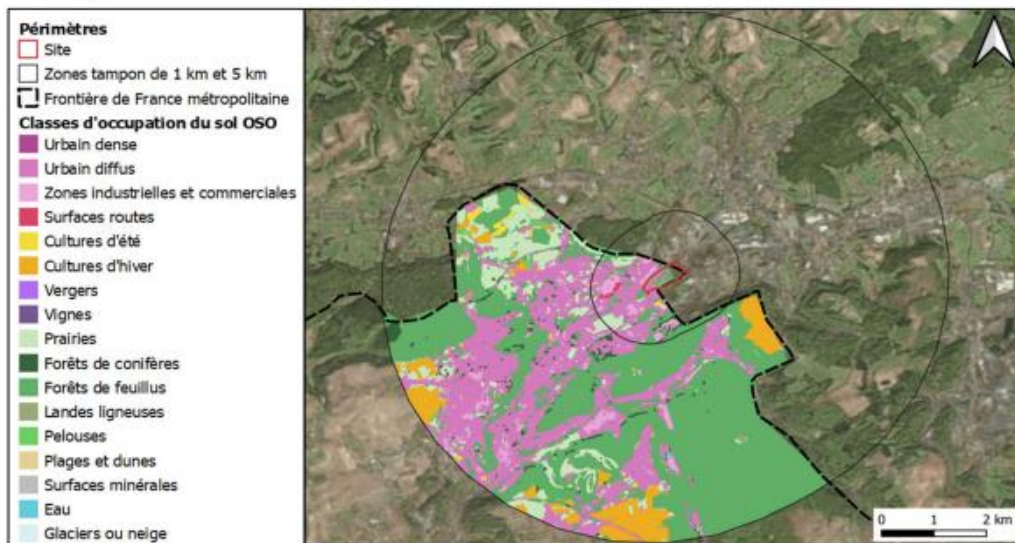 Périmètres
Site
Zones tampon de 1 km et 5 km
Frontière de France métropolitaine
Classes d'occupation du sol OSO
Urbain dense
Urbain diffus
Zones industrielles et commerciales
Surfaces routes
Cultures d'été
Cultures d'hiver
Vergers
Vignes
Prairies
Forêts de conifères
Forêts de feuillus
Landes ligneuses
Pelouses
Plages et dunes
Surfaces minérales
Eau
Glaciers ou neige
0 1 2 km